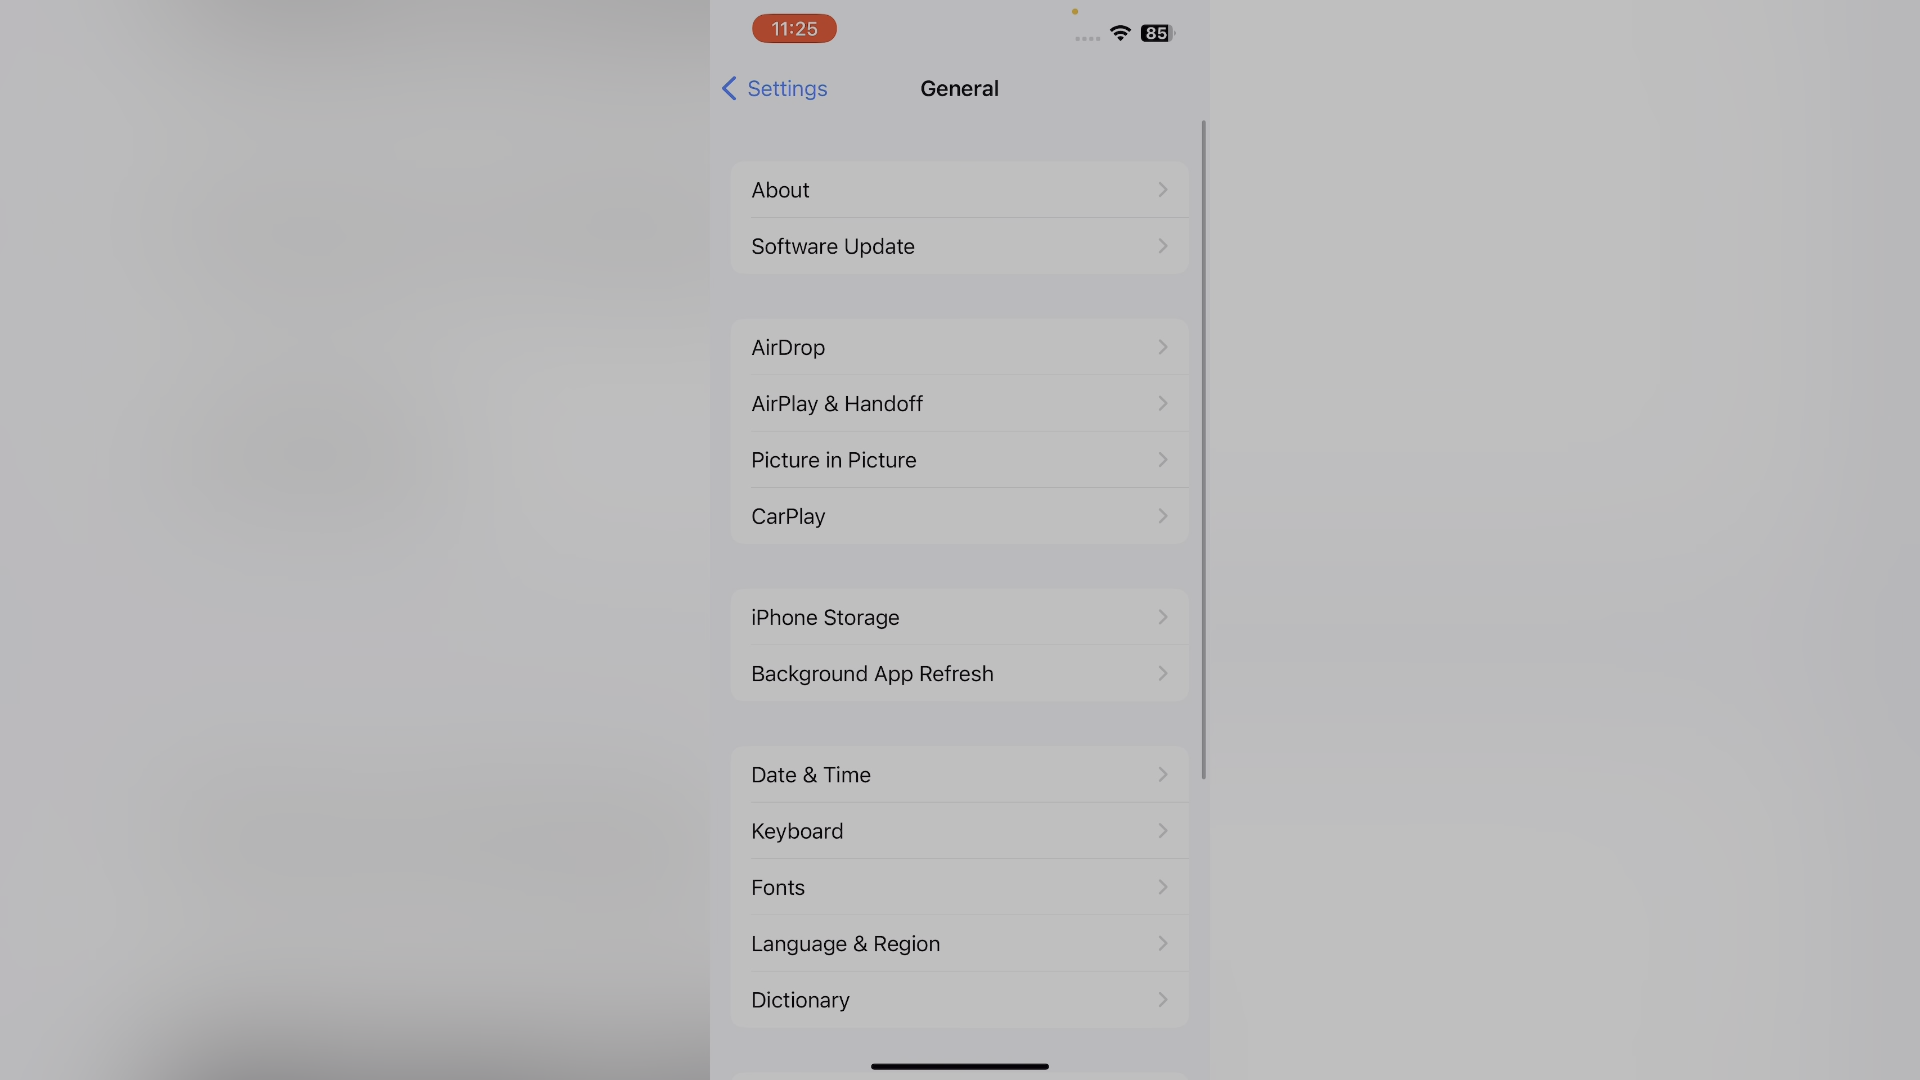 11:25
85
Settings
General
About
Software Update
AirDrop
AirPlay & Handoff
Picture in Picture
CarPlay
iPhone Storage
Background App Refresh
Date & Time
Keyboard
Fonts
Language & Region
Dictionary